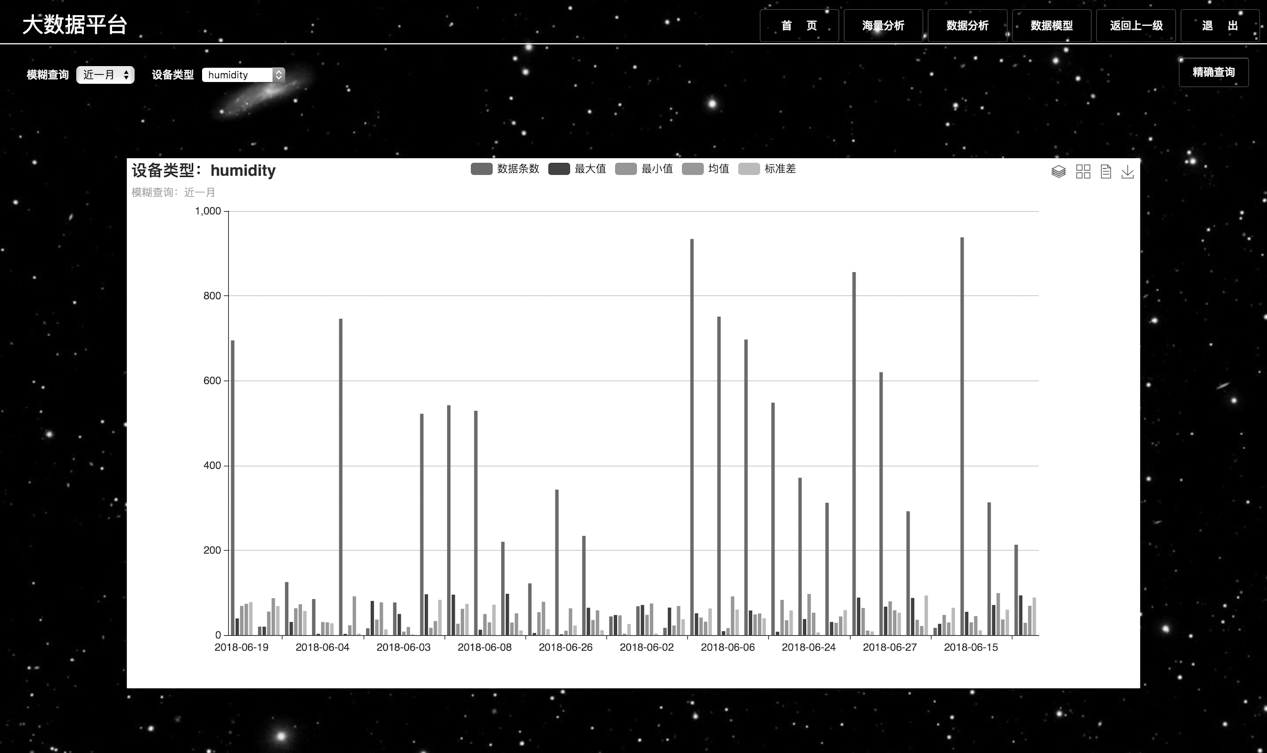 大数据平台
首 页 海量分析 数据分析 数据模型 返回上一级 退 出
模糊查询 近一月 设备类型 humidity 精确查询
设备类型：humidity
数据条数 最大值 最小值 均值 标准差
模糊查询：近一月
1,000
800
600
400
200
0
2018-06-19 2018-06-04 2018-06-03 2018-06-08 2018-06-26 2018-06-02 2018-06-06 2018-06-24 2018-06-27 2018-06-15